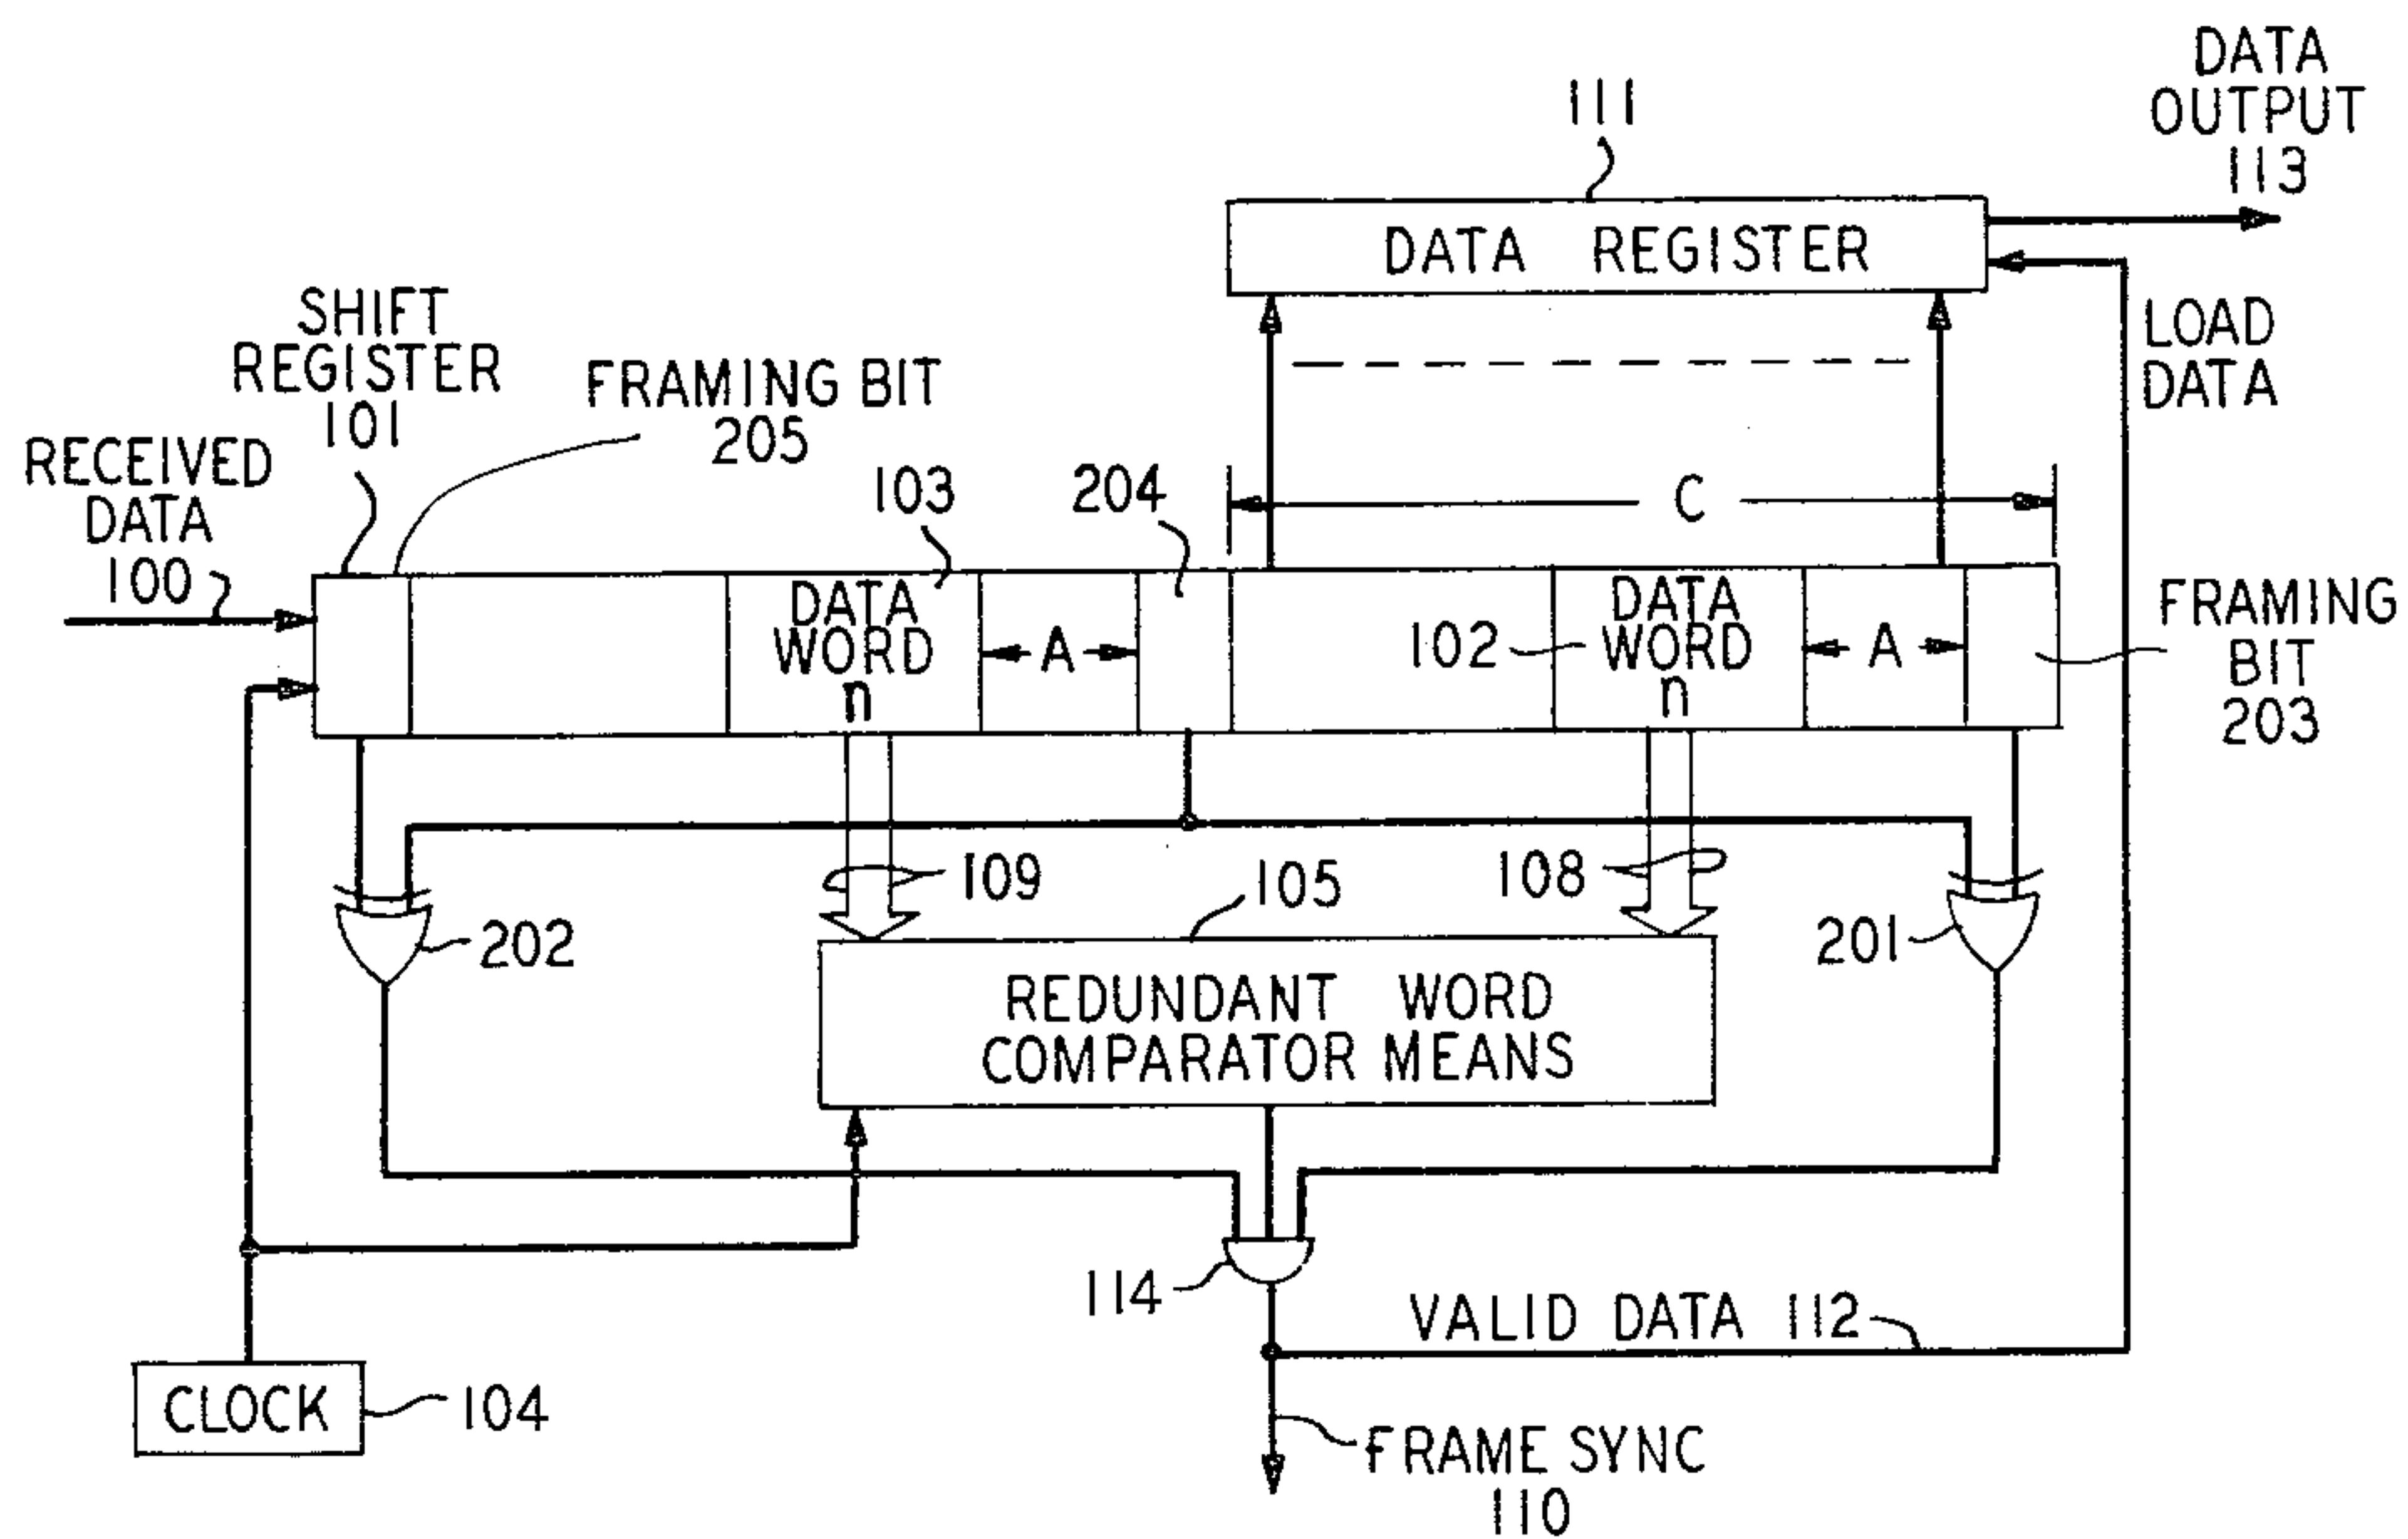 DATA
OUTPUT
113
111
DATA REGISTER
LOAD
DATA
SHIFT
REGISTER
101
FRAMING BIT
205
RECEIVED
DATA
100
103
204
C
DATA
WORD
n
A
102
DATA
WORD
n
A
FRAMING
BIT
203
109
108
105
202
201
REDUNDANT WORD
COMPARATOR MEANS
114
VALID DATA 112
CLOCK
104
FRAME SYNC
110